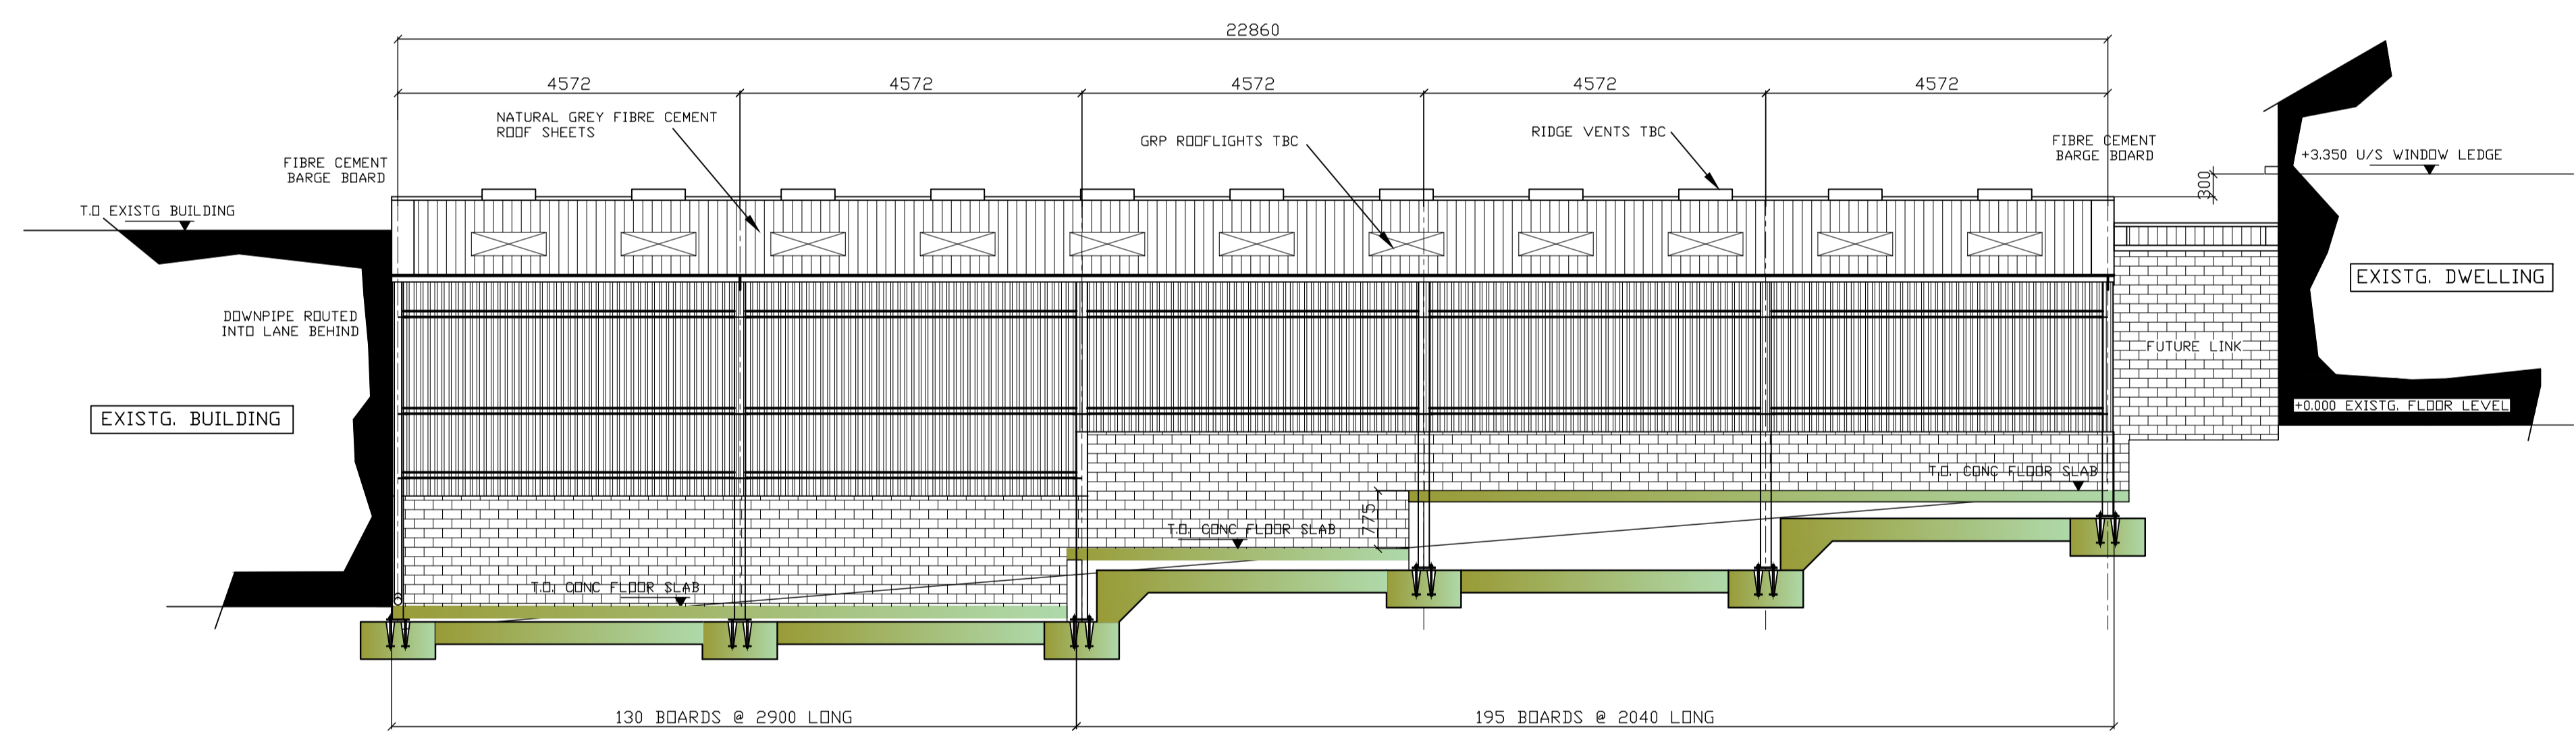 22860
4572
4572
4572
4572
4572
NATURAL GREY FIBRE CEMENT
ROOF SHEETS
GRP ROOFLIGHTS TBC
RIDGE VENTS TBC
FIBRE CEMENT
BARGE BOARD
FIBRE CEMENT
BARGE BOARD
+3.350 U/S WINDOW LEDGE
300
T.O EXISTG BUILDING
EXISTG. DWELLING
DOWNPIPE ROUTED
INTO LANE BEHIND
FUTURE LINK
EXISTG. BUILDING
+0.000 EXISTG. FLOOR LEVEL
T.O. CONC FLOOR SLAB
775
T.O. CONC FLOOR SLAB
T.O. CONC FLOOR SLAB
130 BOARDS @ 2900 LONG
195 BOARDS @ 2040 LONG